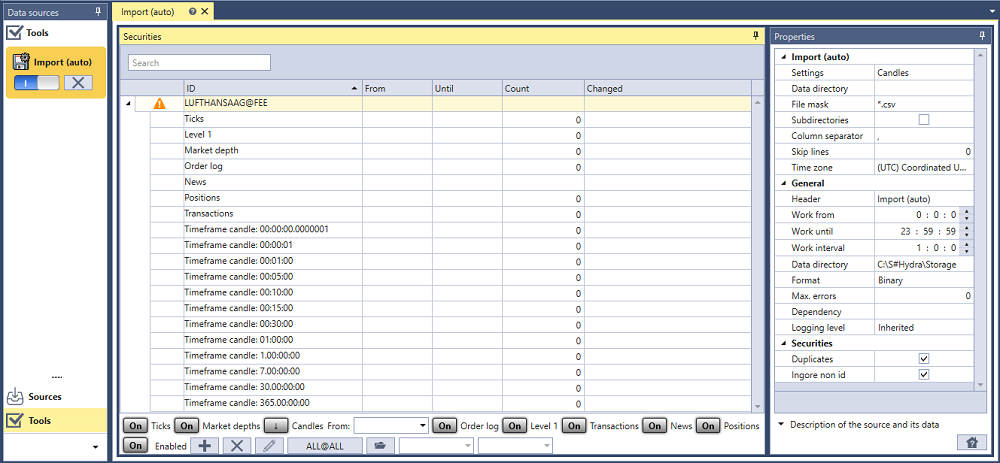 Data sources
Tools
Import (auto)
I
Sources
Tools
Import (auto)
Securities
Search
ID From Until Count Changed
LUFTHANSAAG@FEE
Ticks 0
Level 1 0
Market depth 0
Order log 0
News
Positions 0
Transactions 0
Timeframe candle: 00:00:00.0000001 0
Timeframe candle: 00:00:01 0
Timeframe candle: 00:01:00 0
Timeframe candle: 00:05:00 0
Timeframe candle: 00:10:00 0
Timeframe candle: 00:15:00 0
Timeframe candle: 00:30:00 0
Timeframe candle: 01:00:00 0
Timeframe candle: 1.00:00:00 0
Timeframe candle: 7.00:00:00 0
Timeframe candle: 30.00:00:00 0
Timeframe candle: 365.00:00:00 0
On Ticks On Market depths ↓ Candles From: On Order log On Level 1 On Transactions On News On Positions
On Enabled ALL@ALL
Properties
Import (auto)
Settings Candles
Data directory
File mask *.csv
Subdirectories
Column separator ,
Skip lines 0
Time zone (UTC) Coordinated U...
General
Header Import (auto)
Work from 0 : 0 : 0
Work until 23 : 59 : 59
Work interval 1 : 0 : 0
Data directory C:\S#Hydra\Storage
Format Binary
Max. errors 0
Dependency
Logging level Inherited
Securities
Duplicates
Ingore non id
Description of the source and its data